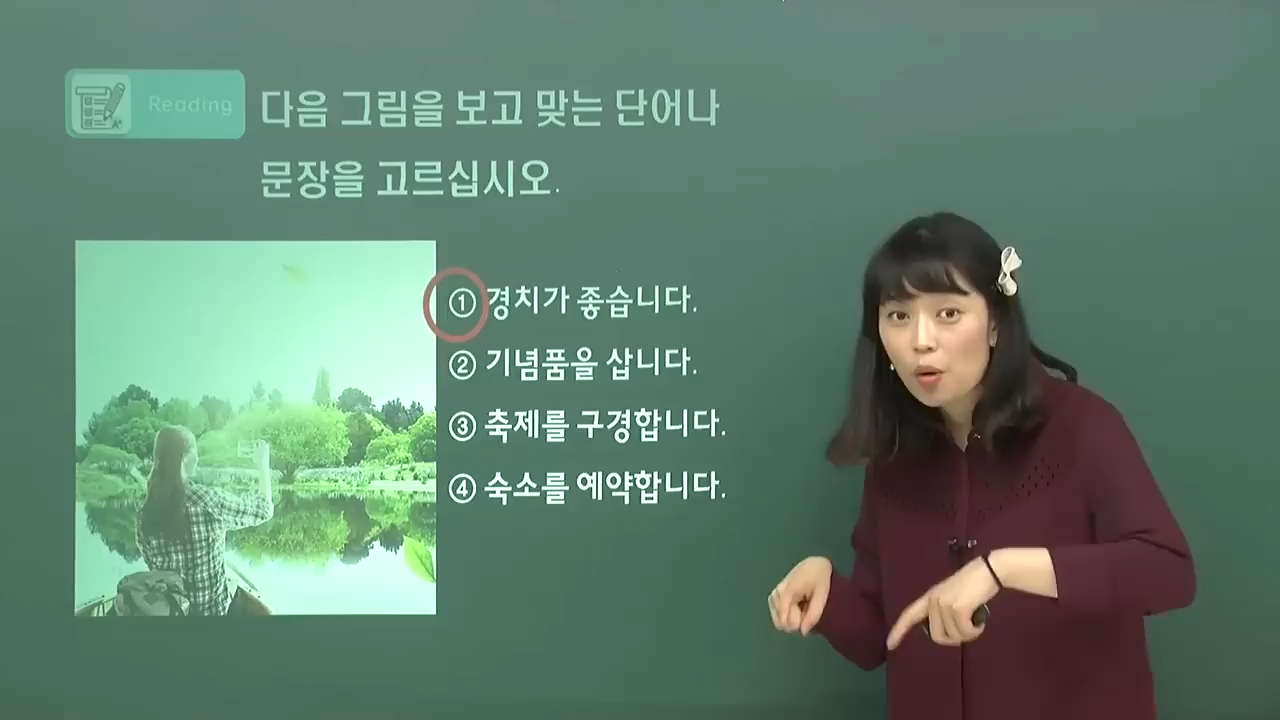 Reading
다음 그림을 보고 맞는 단어나
문장을 고르십시오.
① 경치가 좋습니다.
② 기념품을 삽니다.
③ 축제를 구경합니다.
④ 숙소를 예약합니다.